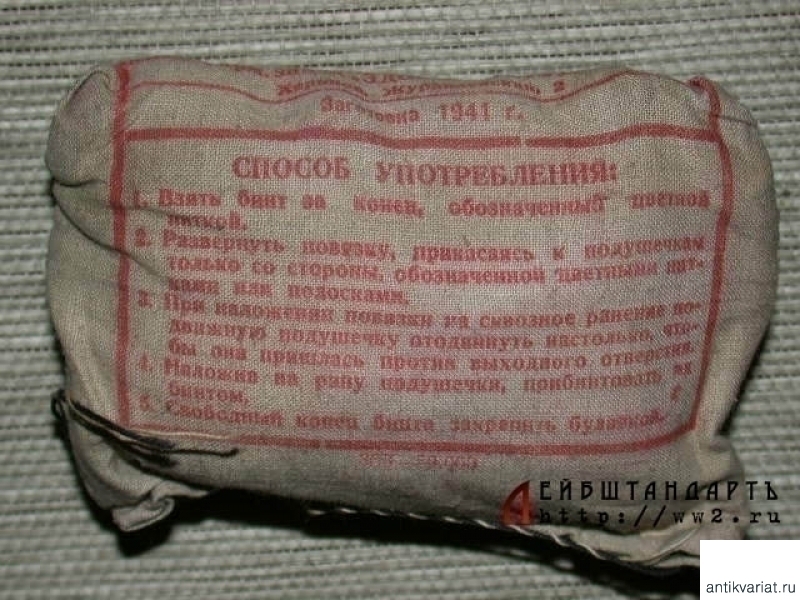 Заготовка 1941 г.
СПОСОБ УПОТРЕБЛЕНИЯ:
1. Взять бинт за конец, обозначенный цветной
ниткой.
2. Развернуть повязку, прикасаясь к подушечкам
только со стороны, обозначенной цветными нит-
ками или полосками.
3. При наложении повязки на сквозное ранение по-
движную подушечку отодвинуть настолько, что-
бы она пришлась против выходного отверстия.
4. Наложив на рану подушечки, прибинтовать их
бинтом.
5. Свободный конец бинта закрепить булавкой.
ЛЕЙБШТАНДАРТЪ
http://ww2.ru
antikvariat.ru